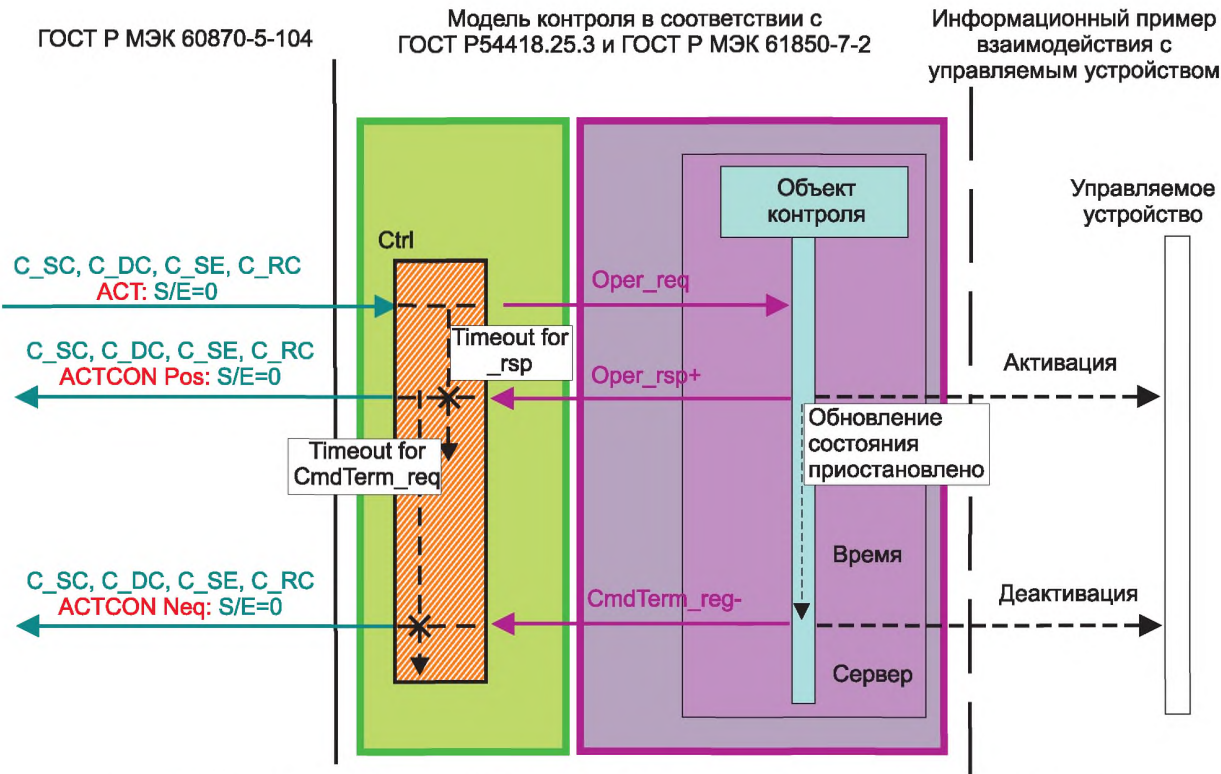 ГОСТ Р МЭК 60870-5-104
Модель контроля в соответствии с
ГОСТ Р54418.25.3 и ГОСТ Р МЭК 61850-7-2
Информационный пример
взаимодействия с
управляемым устройством
Объект
контроля
Управляемое
устройство
Ctrl
C_SC, C_DC, C_SE, C_RC
ACT: S/E=0
Oper_req
Timeout for
_rsp
C_SC, C_DC, C_SE, C_RC
ACTCON Pos: S/E=0
Oper_rsp+
Активация
Обновление
состояния
приостановлено
Timeout for
CmdTerm_req
Время
C_SC, C_DC, C_SE, C_RC
ACTCON Neq: S/E=0
CmdTerm_reg-
Деактивация
Сервер